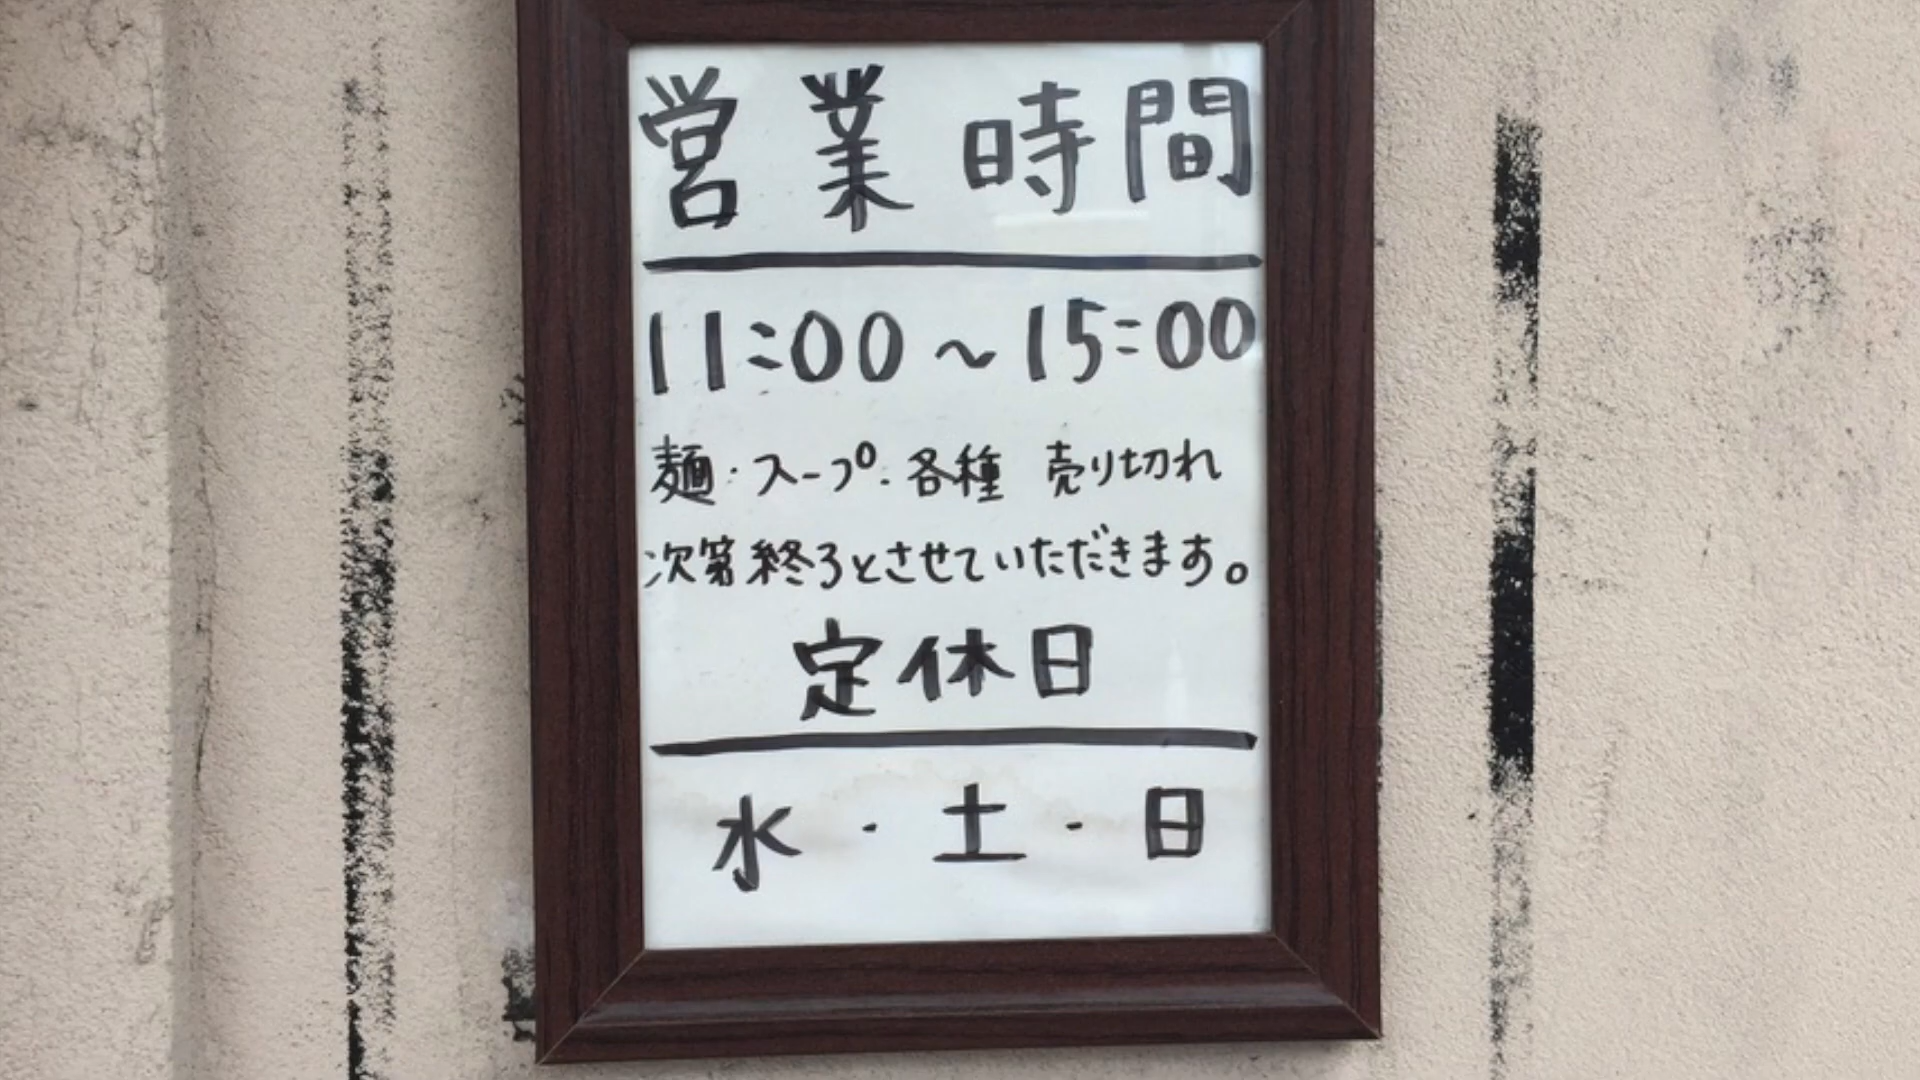 営業時間
11:00～15:00
麺・スープ・各種 売り切れ
次第終了とさせていただきます。
定休日
水・土・日